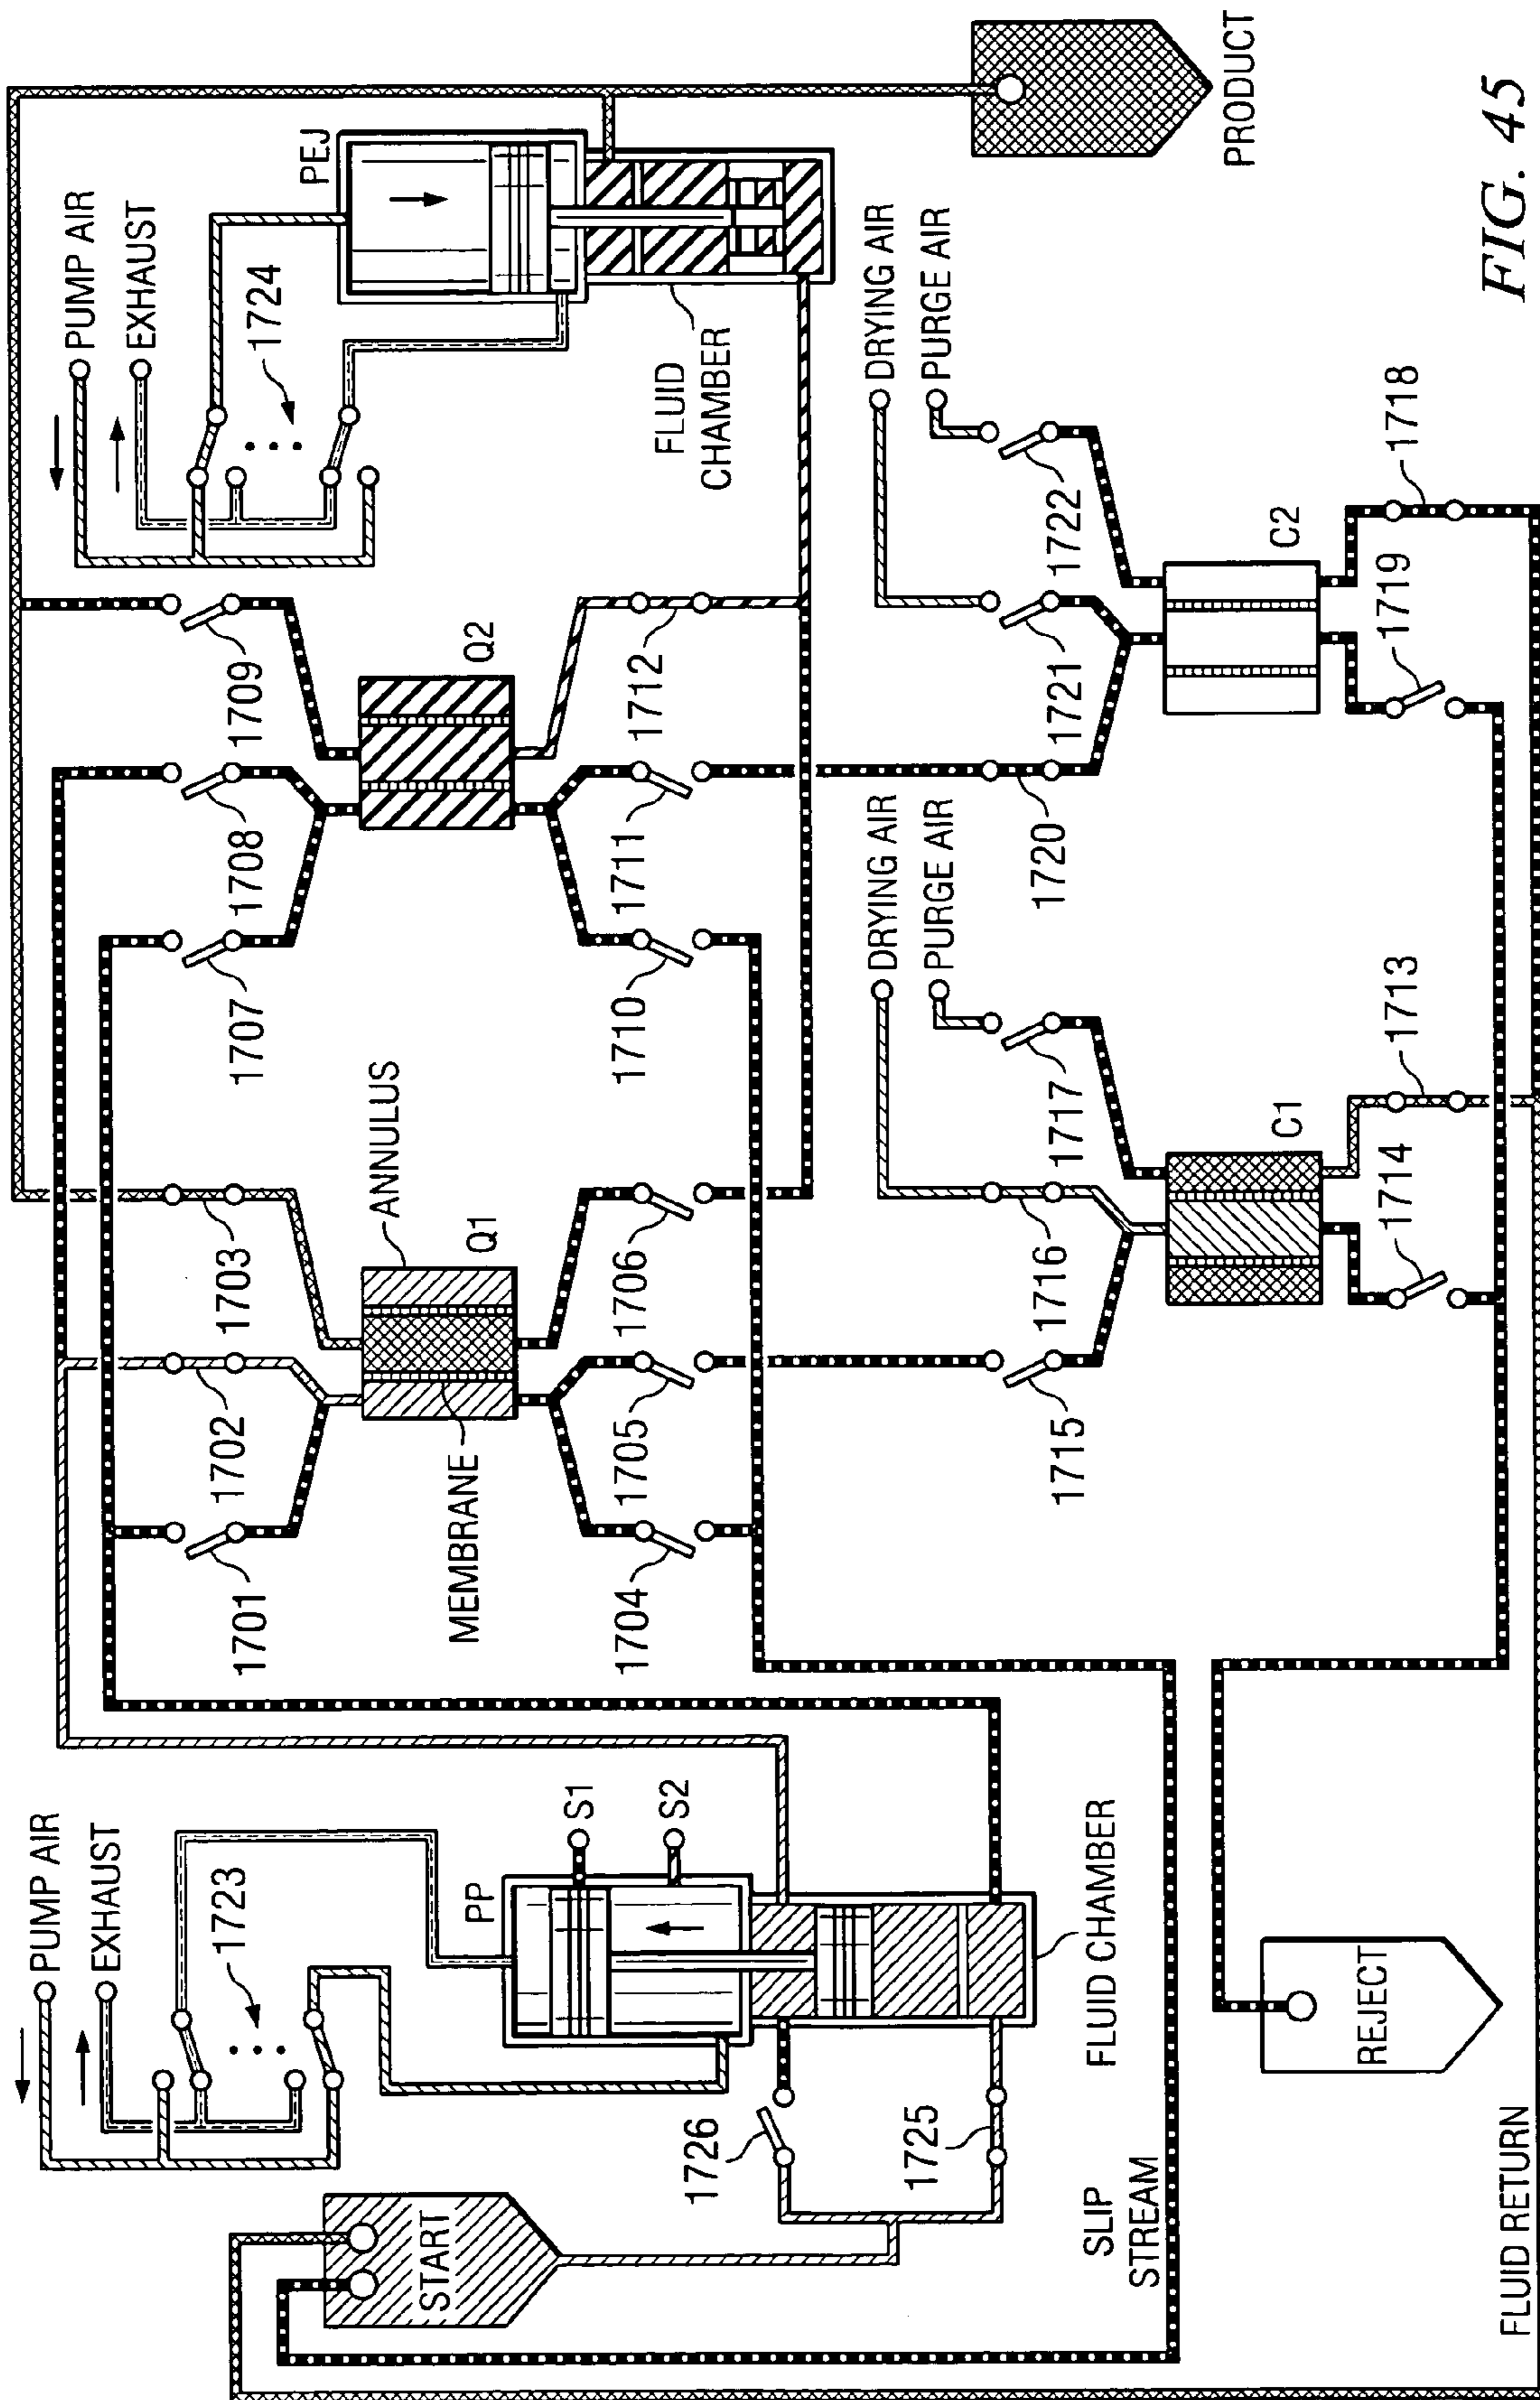 PUMP AIR
EXHAUST
1723
PP
S1
S2
START
1726
1725
SLIP
STREAM
FLUID CHAMBER
REJECT
FLUID RETURN
1701
1702
1703
MEMBRANE
ANNULUS
Q1
1704
1705
1706
1707
1708
1709
Q2
1710
1711
1712
PUMP AIR
EXHAUST
1724
PEJ
FLUID
CHAMBER
DRYING AIR
PURGE AIR
1715
1716
1717
C1
1714
1713
DRYING AIR
PURGE AIR
1720
1721
1722
C2
1719
1718
PRODUCT
FIG. 45